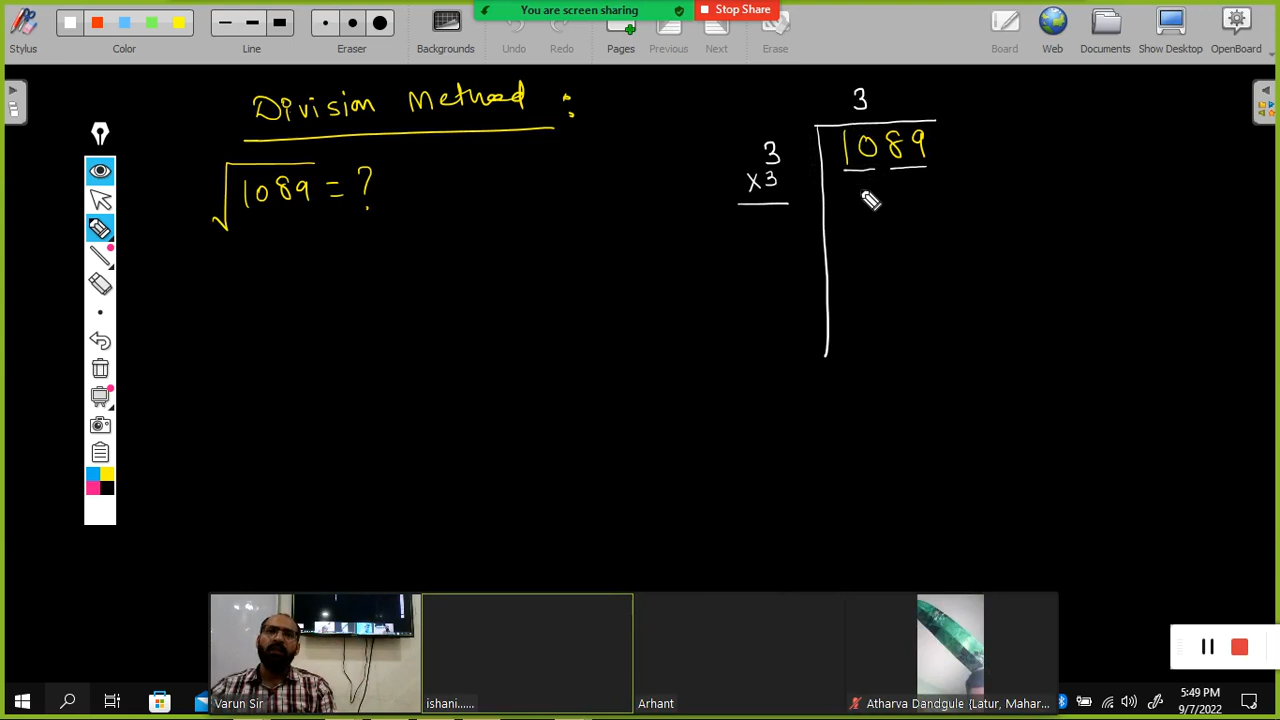 You are screen sharing
Stop Share
Stylus
Color
Line
Eraser
Backgrounds
Undo
Redo
Pages
Previous
Next
Erase
Board
Web
Documents
Show Desktop
OpenBoard
Division Method :
√1089 = ?
3
3
1089
×3
Varun Sir
ishani......
Arhant
Atharva Dandgule {Latur, Mahar...
5:49 PM
9/7/2022